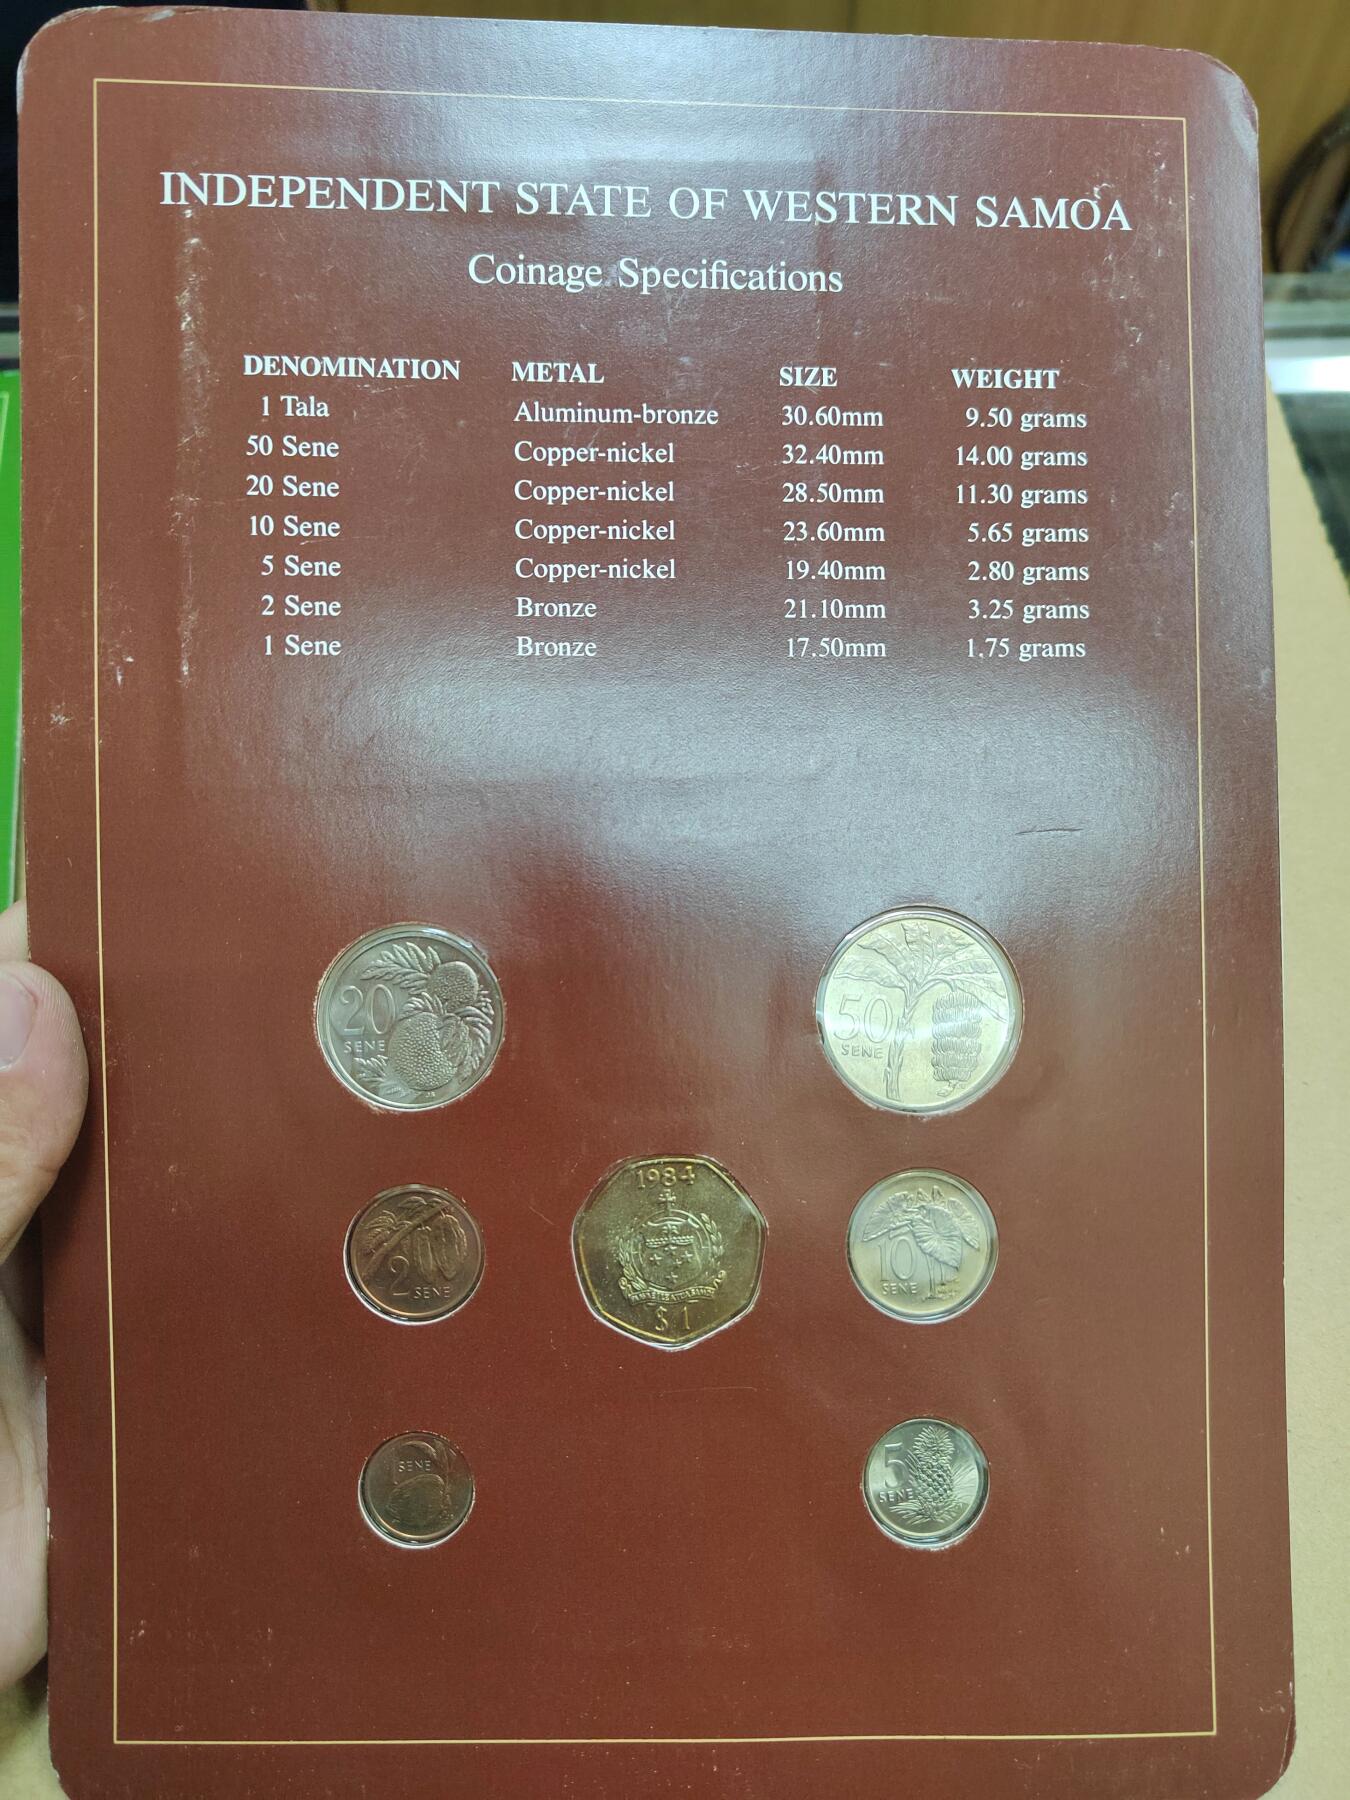 INDEPENDENT STATE OF WESTERN SAMOA
Coinage Specifications
DENOMINATION METAL SIZE WEIGHT
1 Tala Aluminum-bronze 30.60mm 9.50 grams
50 Sene Copper-nickel 32.40mm 14.00 grams
20 Sene Copper-nickel 28.50mm 11.30 grams
10 Sene Copper-nickel 23.60mm 5.65 grams
5 Sene Copper-nickel 19.40mm 2.80 grams
2 Sene Bronze 21.10mm 3.25 grams
1 Sene Bronze 17.50mm 1.75 grams
20
SENE
50
SENE
2
SENE
1984
$1
10
SENE
SENE
5
SENE